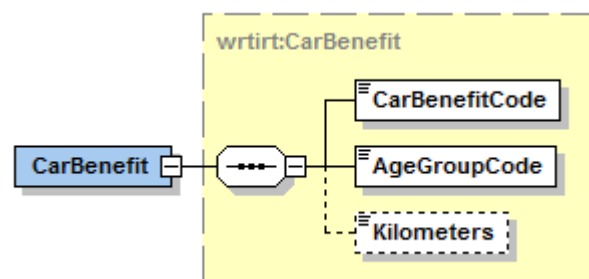 wrtirt:CarBenefit
CarBenefitCode
CarBenefit
AgeGroupCode
Kilometers